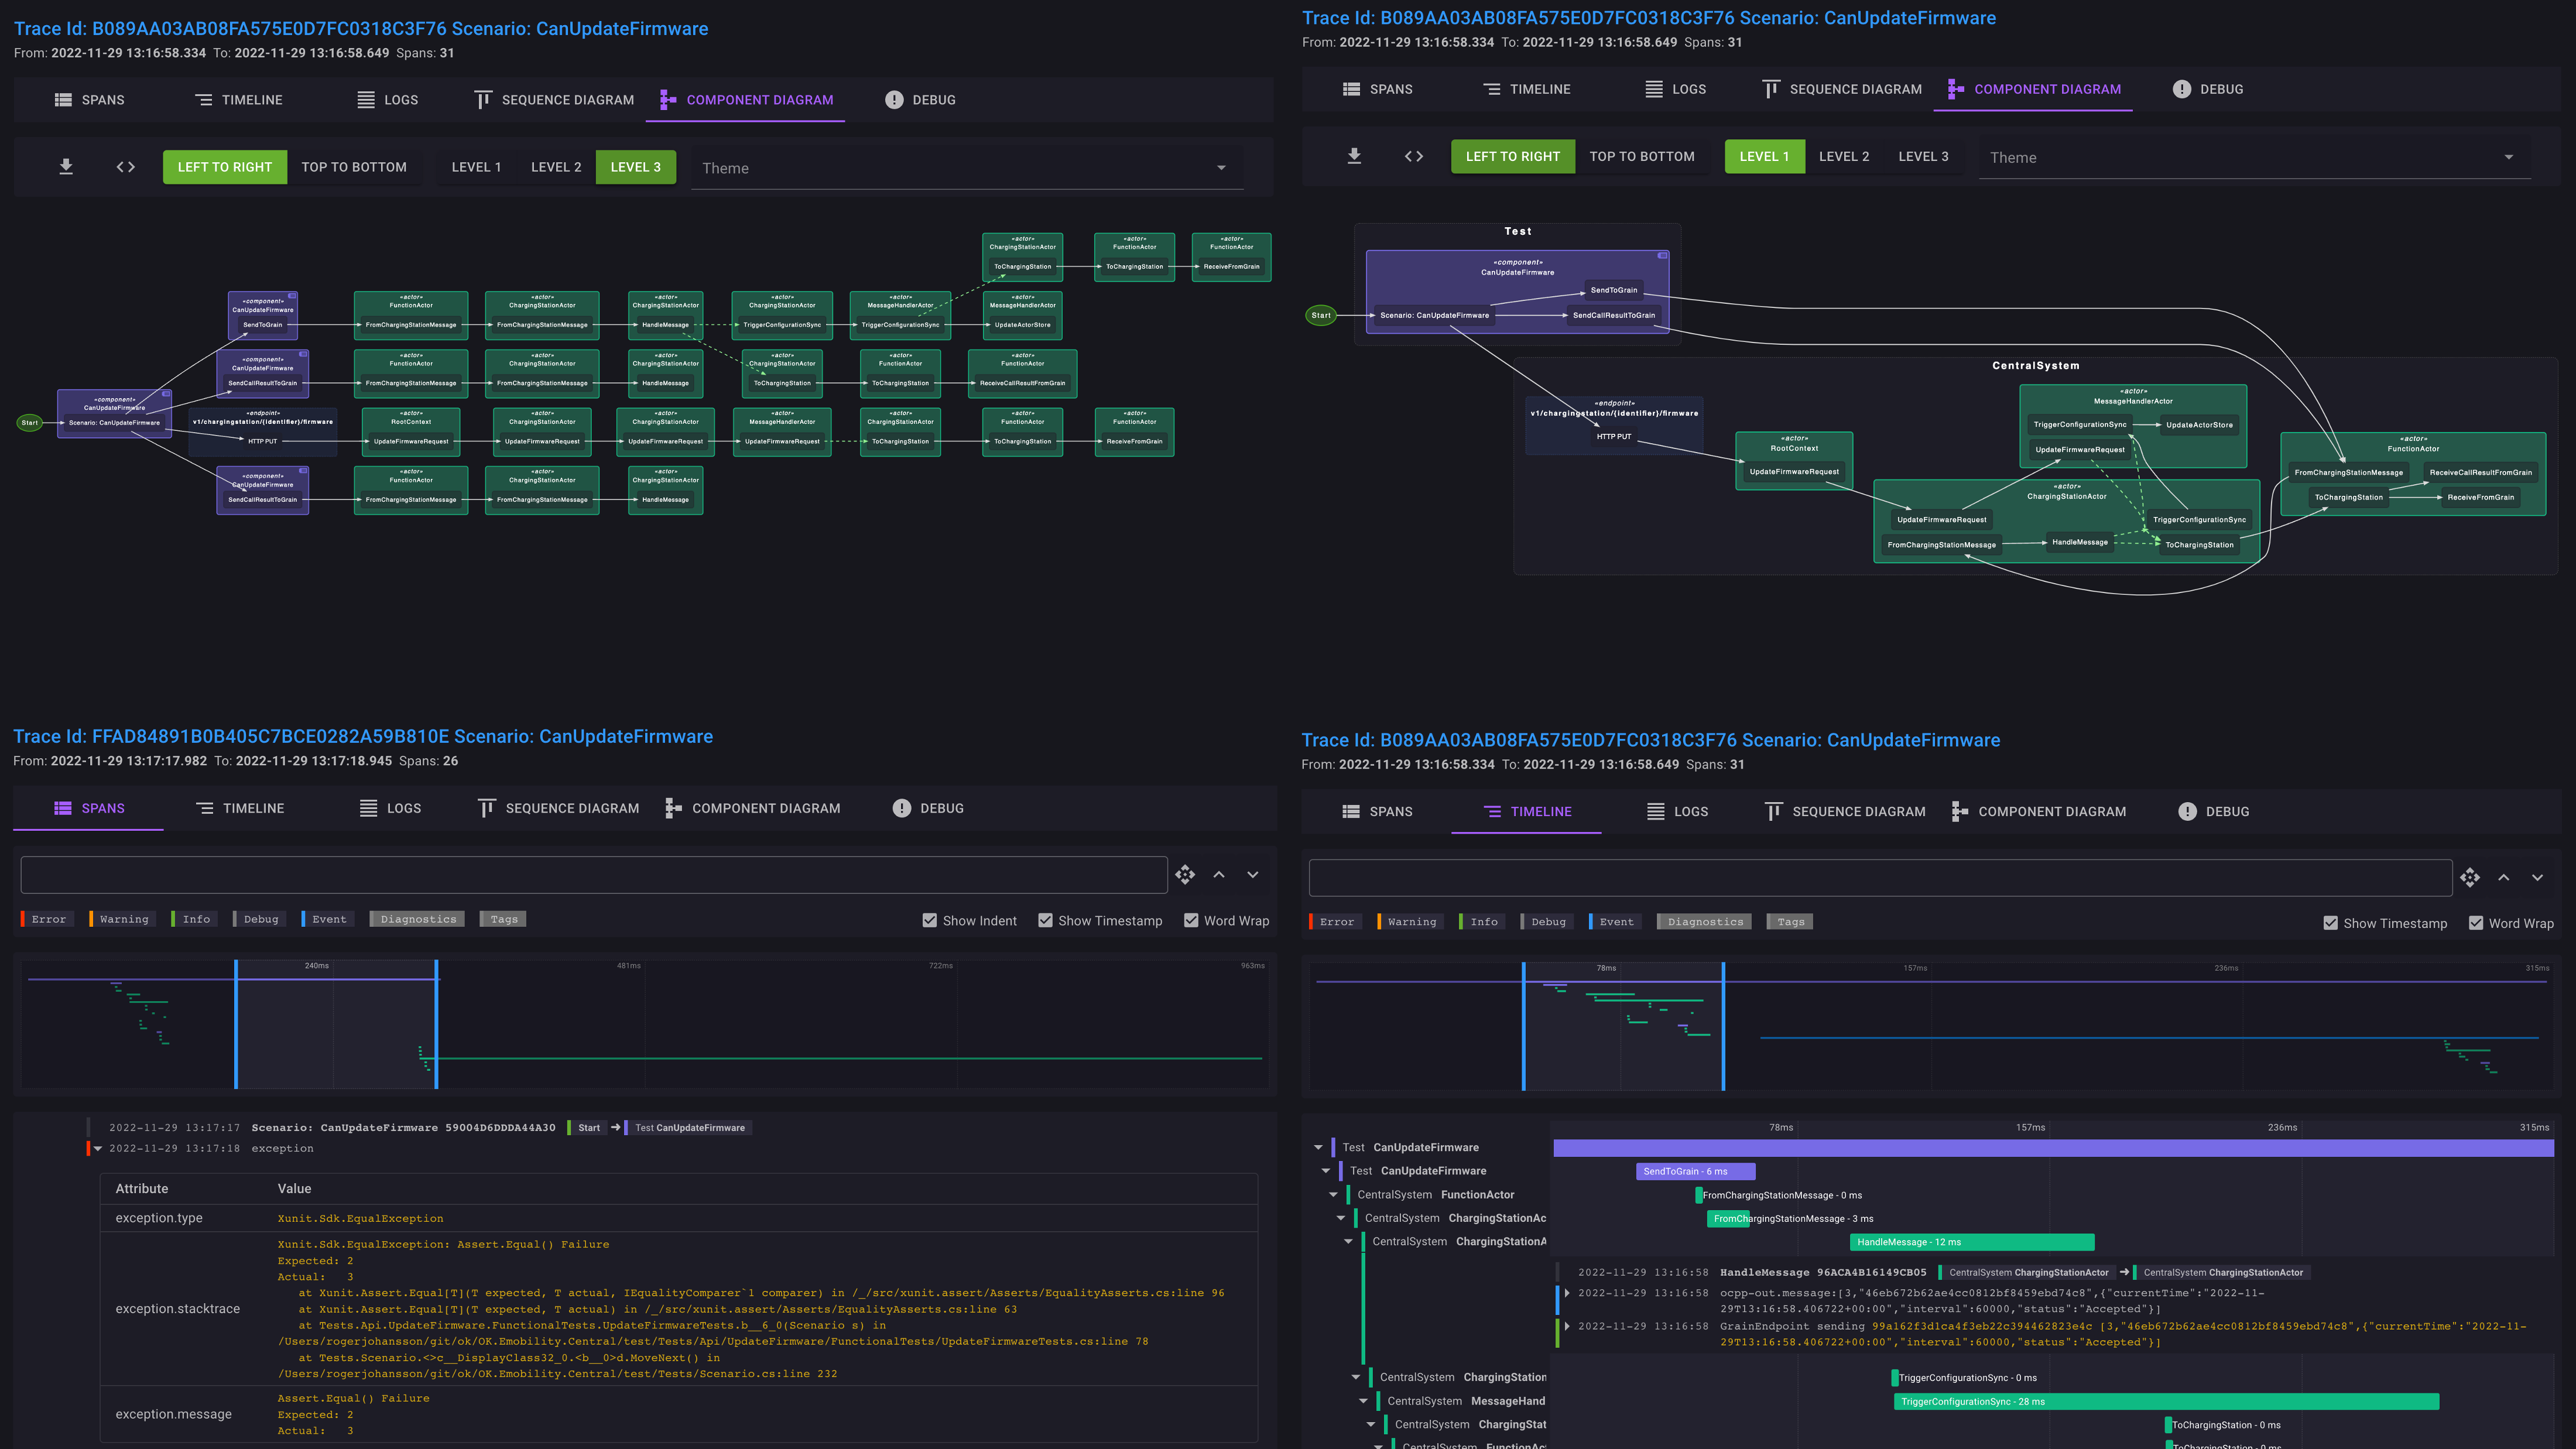 Trace Id: B089AA03AB08FA575E0D7FC0318C3F76 Scenario: CanUpdateFirmware
From: 2022-11-29 13:16:58.334 To: 2022-11-29 13:16:58.649 Spans: 31
SPANS TIMELINE LOGS SEQUENCE DIAGRAM COMPONENT DIAGRAM DEBUG
LEFT TO RIGHT TOP TO BOTTOM LEVEL 1 LEVEL 2 LEVEL 3 Theme
«actor» «actor» «actor»
ChargingStationActor FunctionActor FunctionActor
ToChargingStation ToChargingStation ReceiveFromGrain
«component» «actor» «actor» «actor» «actor» «actor» «actor»
CanUpdateFirmware FunctionActor ChargingStationActor ChargingStationActor ChargingStationActor MessageHandlerActor MessageHandlerActor
SendToGrain FromChargingStationMessage FromChargingStationMessage HandleMessage TriggerConfigurationSync TriggerConfigurationSync UpdateActorStore
«component» «actor» «actor» «actor» «actor» «actor» «actor»
CanUpdateFirmware FunctionActor ChargingStationActor ChargingStationActor ChargingStationActor FunctionActor FunctionActor
SendCallResultToGrain FromChargingStationMessage FromChargingStationMessage HandleMessage ToChargingStation ToChargingStation ReceiveCallResultFromGrain
«component»
CanUpdateFirmware
Start Scenario: CanUpdateFirmware
«endpoint» «actor» «actor» «actor» «actor» «actor» «actor» «actor»
v1/chargingstation/{identifier}/firmware RootContext ChargingStationActor ChargingStationActor MessageHandlerActor ChargingStationActor FunctionActor FunctionActor
HTTP PUT UpdateFirmwareRequest UpdateFirmwareRequest UpdateFirmwareRequest UpdateFirmwareRequest ToChargingStation ToChargingStation ReceiveFromGrain
«component» «actor» «actor» «actor»
CanUpdateFirmware FunctionActor ChargingStationActor ChargingStationActor
SendCallResultToGrain FromChargingStationMessage FromChargingStationMessage HandleMessage
Trace Id: B089AA03AB08FA575E0D7FC0318C3F76 Scenario: CanUpdateFirmware
From: 2022-11-29 13:16:58.334 To: 2022-11-29 13:16:58.649 Spans: 31
SPANS TIMELINE LOGS SEQUENCE DIAGRAM COMPONENT DIAGRAM DEBUG
LEFT TO RIGHT TOP TO BOTTOM LEVEL 1 LEVEL 2 LEVEL 3 Theme
Test
«component»
CanUpdateFirmware
SendToGrain
Start Scenario: CanUpdateFirmware SendCallResultToGrain
CentralSystem
«endpoint»
v1/chargingstation/{identifier}/firmware
HTTP PUT
«actor»
RootContext
UpdateFirmwareRequest
«actor»
MessageHandlerActor
TriggerConfigurationSync UpdateActorStore
UpdateFirmwareRequest
«actor»
FunctionActor
FromChargingStationMessage ReceiveCallResultFromGrain
ToChargingStation ReceiveFromGrain
«actor»
ChargingStationActor
UpdateFirmwareRequest TriggerConfigurationSync
FromChargingStationMessage HandleMessage ToChargingStation
Trace Id: FFAD84891B0B405C7BCE0282A59B810E Scenario: CanUpdateFirmware
From: 2022-11-29 13:17:17.982 To: 2022-11-29 13:17:18.945 Spans: 26
SPANS TIMELINE LOGS SEQUENCE DIAGRAM COMPONENT DIAGRAM DEBUG
Error Warning Info Debug Event Diagnostics Tags Show Indent Show Timestamp Word Wrap
240ms 481ms 722ms 963ms
2022-11-29 13:17:17 Scenario: CanUpdateFirmware 59004D6DDDA44A30 Start Test CanUpdateFirmware
2022-11-29 13:17:18 exception
Attribute Value
exception.type Xunit.Sdk.EqualException
exception.stacktrace
Xunit.Sdk.EqualException: Assert.Equal() Failure
Expected: 2
Actual: 3
at Xunit.Assert.Equal[T](T expected, T actual, IEqualityComparer`1 comparer) in /_/src/xunit.assert/Asserts/EqualityAsserts.cs:line 96
at Xunit.Assert.Equal[T](T expected, T actual) in /_/src/xunit.assert/Asserts/EqualityAsserts.cs:line 63
at Tests.Api.UpdateFirmware.FunctionalTests.UpdateFirmwareTests.b__6_0(Scenario s) in
/Users/rogerjohansson/git/ok/OK.Emobility.Central/test/Tests/Api/UpdateFirmware/FunctionalTests/UpdateFirmwareTests.cs:line 78
at Tests.Scenario.<>c__DisplayClass32_0.<b__0>d.MoveNext() in
/Users/rogerjohansson/git/ok/OK.Emobility.Central/test/Tests/Scenario.cs:line 232
exception.message
Assert.Equal() Failure
Expected: 2
Actual: 3
Trace Id: B089AA03AB08FA575E0D7FC0318C3F76 Scenario: CanUpdateFirmware
From: 2022-11-29 13:16:58.334 To: 2022-11-29 13:16:58.649 Spans: 31
SPANS TIMELINE LOGS SEQUENCE DIAGRAM COMPONENT DIAGRAM DEBUG
Error Warning Info Debug Event Diagnostics Tags Show Timestamp Word Wrap
78ms 157ms 236ms 315ms
78ms 157ms 236ms 315ms
Test CanUpdateFirmware
Test CanUpdateFirmware SendToGrain - 6 ms
CentralSystem FunctionActor FromChargingStationMessage - 0 ms
CentralSystem ChargingStationAc FromChargingStationMessage - 3 ms
CentralSystem ChargingStationA HandleMessage - 12 ms
2022-11-29 13:16:58 HandleMessage 96ACA4B16149CB05 CentralSystem ChargingStationActor CentralSystem ChargingStationActor
2022-11-29 13:16:58 ocpp-out.message:[3,"46eb672b62ae4cc0812bf8459ebd74c8",{"currentTime":"2022-11-
29T13:16:58.406722+00:00","interval":60000,"status":"Accepted"}]
2022-11-29 13:16:58 GrainEndpoint sending 99a162f3d1ca4f3eb22c394462823e4c [3,"46eb672b62ae4cc0812bf8459ebd74c8",{"currentTime":"2022-11-
29T13:16:58.406722+00:00","interval":60000,"status":"Accepted"}]
CentralSystem ChargingStation TriggerConfigurationSync - 0 ms
CentralSystem MessageHand TriggerConfigurationSync - 28 ms
CentralSystem ChargingStat ToChargingStation - 0 ms
CentralSystem FunctionAc ToChargingStation - 0 ms